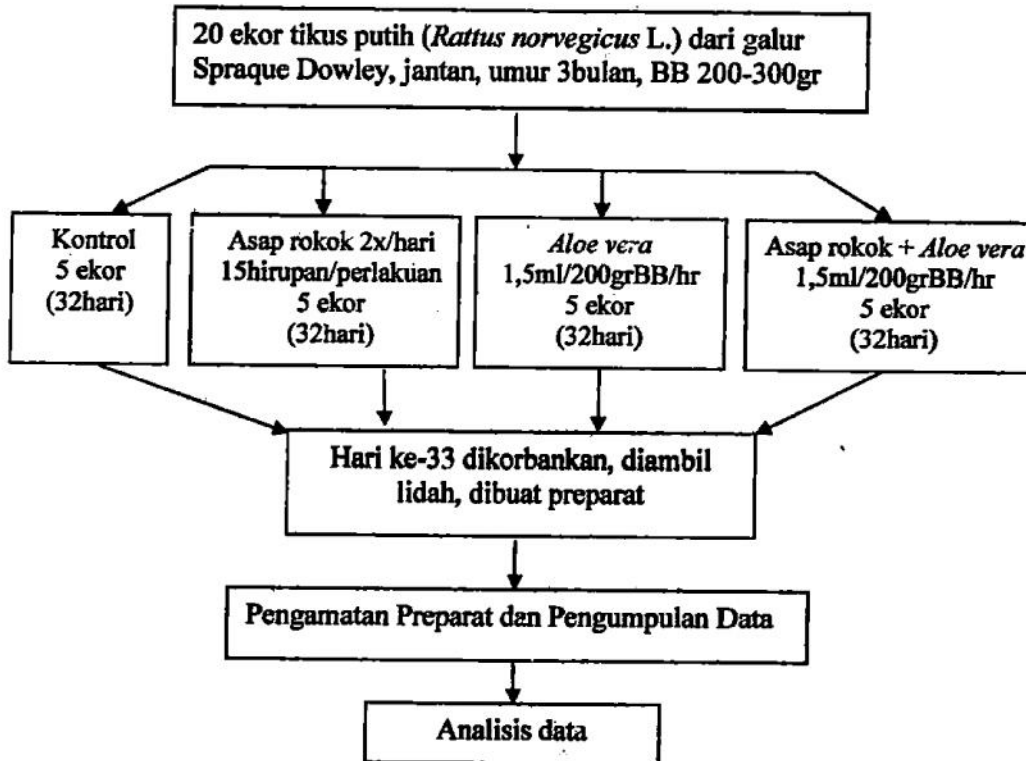 20 ekor tikus putih (Rattus norvegicus L.) dari galur
Spraque Dowley, jantan, umur 3bulan, BB 200-300gr
Kontrol
5 ekor
(32hari)
Asap rokok 2x/hari
15hirupan/perlakuan
5 ekor
(32hari)
Aloe vera
1,5ml/200grBB/hr
5 ekor
(32hari)
Asap rokok + Aloe vera
1,5ml/200grBB/hr
5 ekor
(32hari)
Hari ke-33 dikorbankan, diambil
lidah, dibuat preparat
Pengamatan Preparat dan Pengumpulan Data
Analisis data